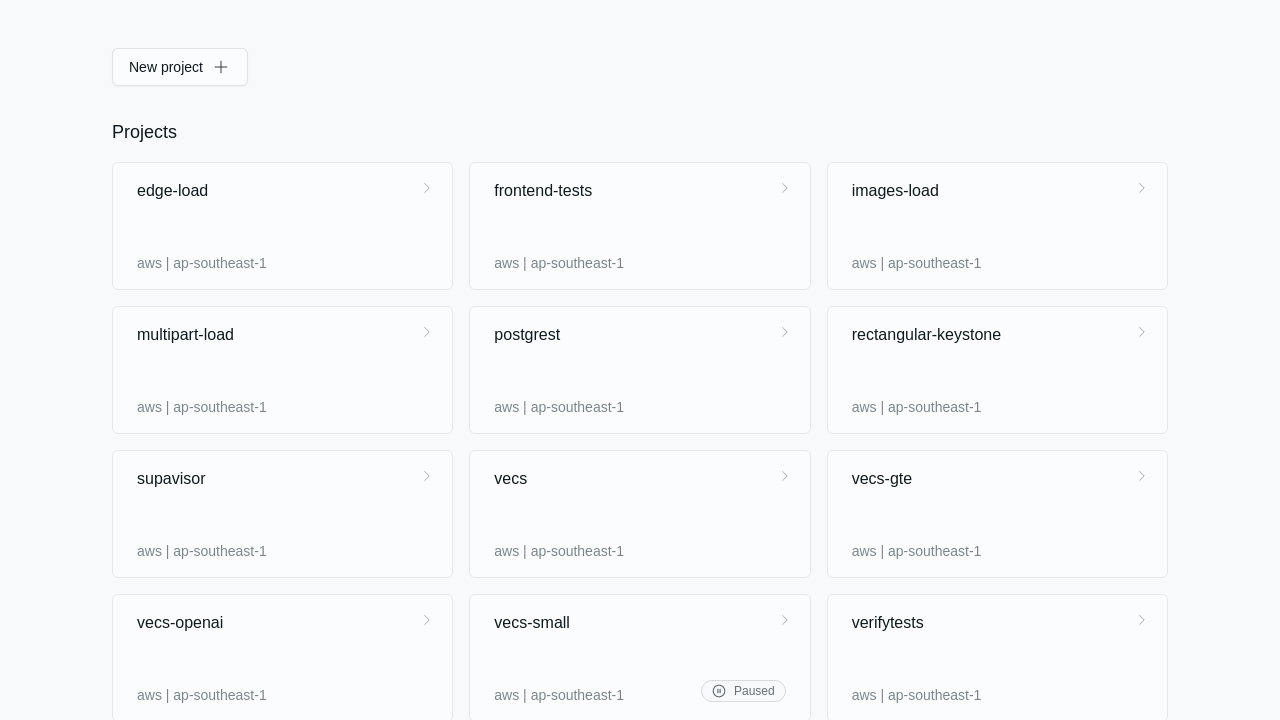 New project
Projects
edge-load
aws | ap-southeast-1
frontend-tests
aws | ap-southeast-1
images-load
aws | ap-southeast-1
multipart-load
aws | ap-southeast-1
postgrest
aws | ap-southeast-1
rectangular-keystone
aws | ap-southeast-1
supavisor
aws | ap-southeast-1
vecs
aws | ap-southeast-1
vecs-gte
aws | ap-southeast-1
vecs-openai
aws | ap-southeast-1
vecs-small
aws | ap-southeast-1
Paused
verifytests
aws | ap-southeast-1